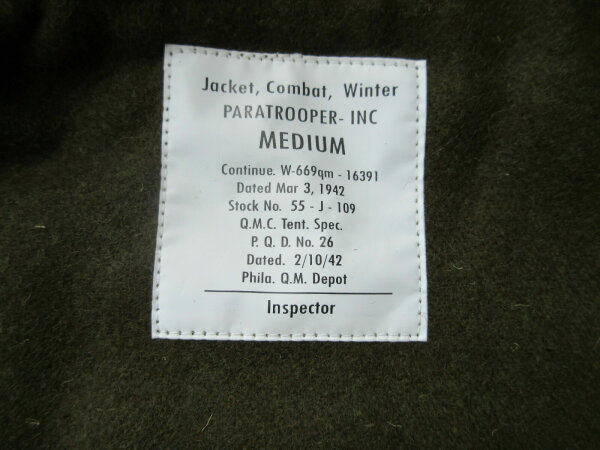 Jacket, Combat, Winter
PARATROOPER- INC
MEDIUM
Continue. W-669qm - 16391
Dated Mar 3, 1942
Stock No. 55 - J - 109
Q.M.C. Tent. Spec.
P. Q. D. No. 26
Dated. 2/10/42
Phila. Q.M. Depot
Inspector